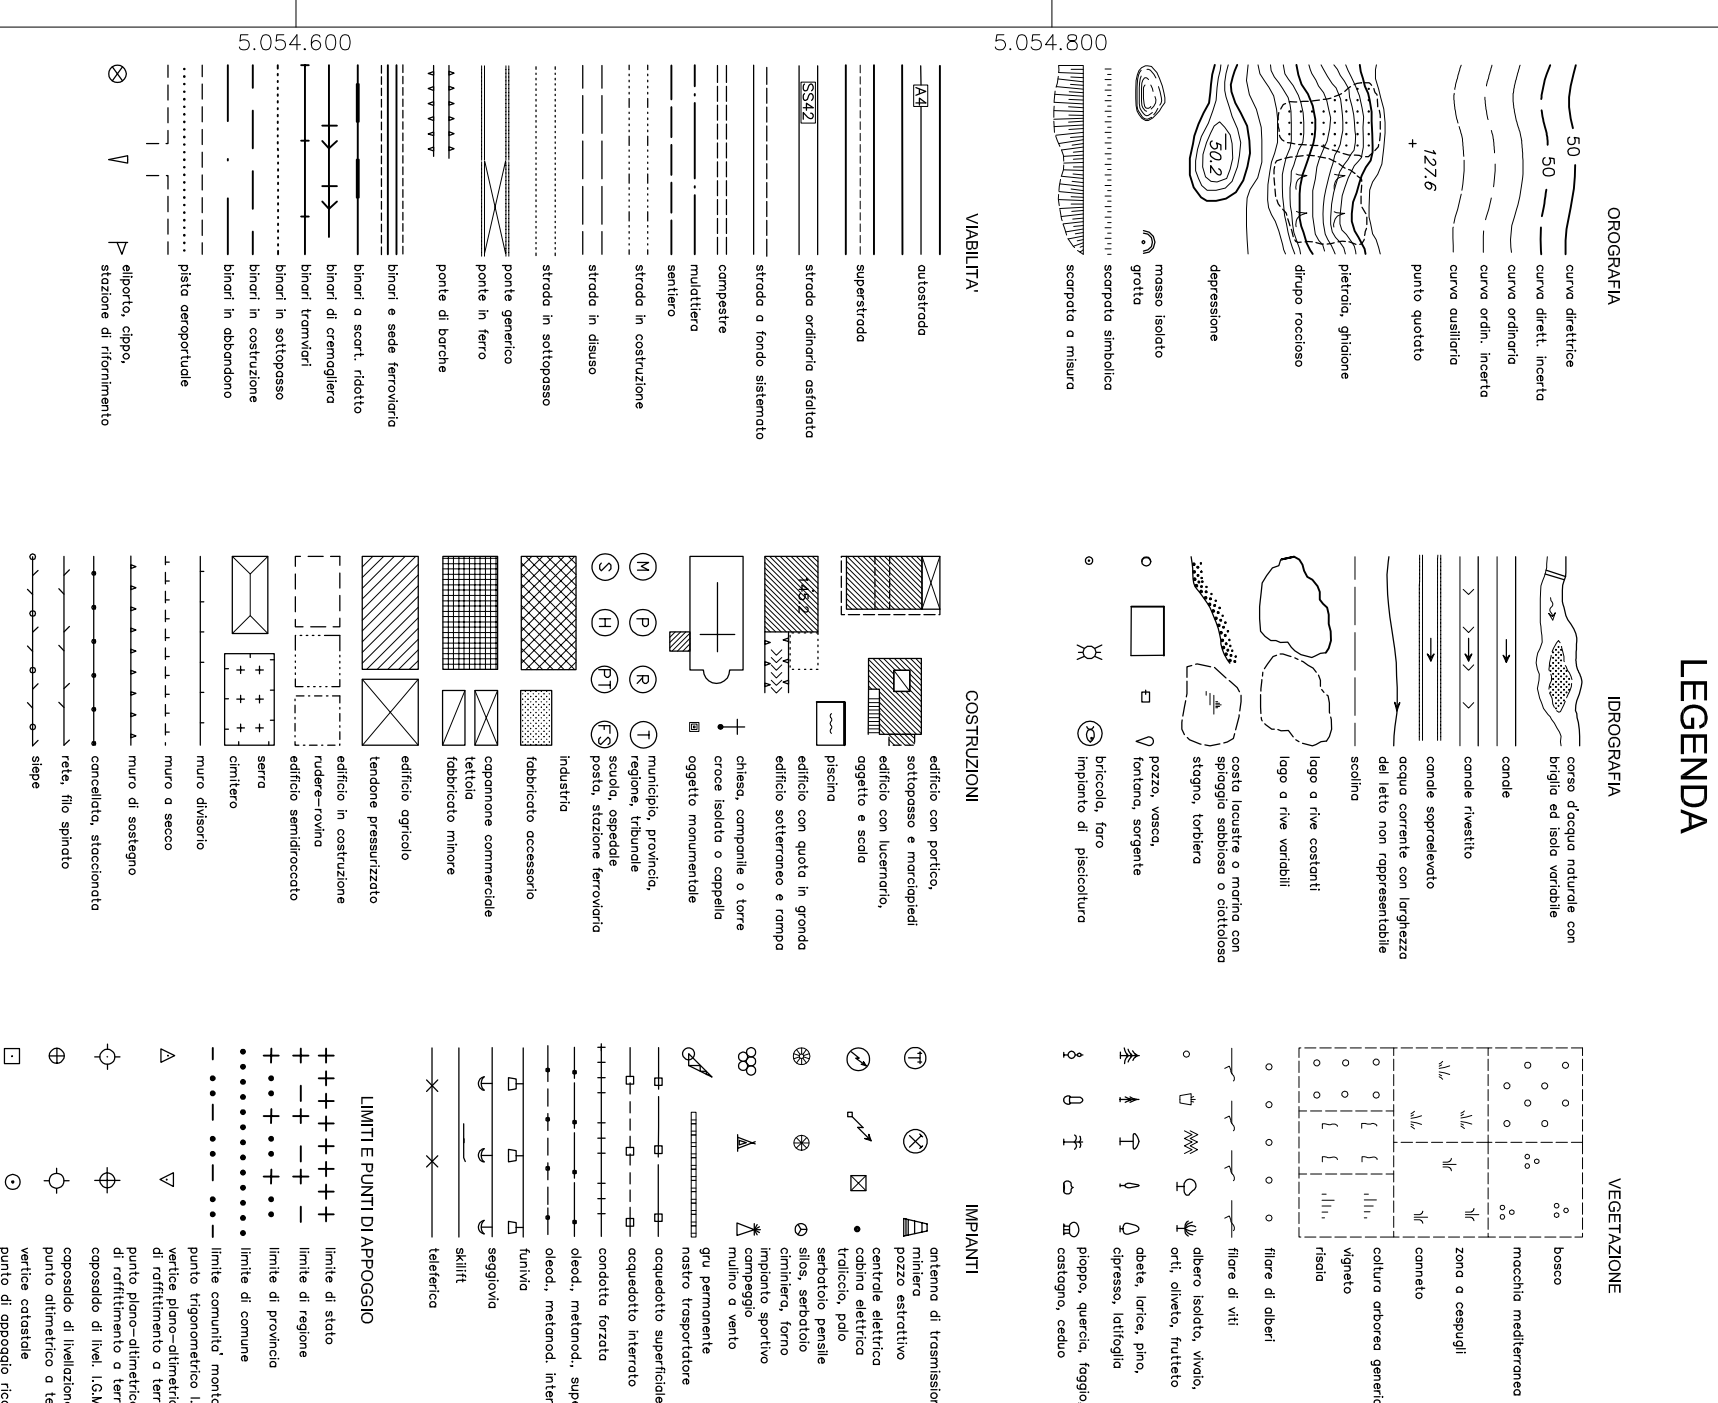 5.054.600
5.054.800
LEGENDA
OROGRAFIA
50
curva direttrice
50
curva dirett. incerta
curva ordinaria
curva ordin. incerta
curva ausiliaria
127.6
punto quotato
pietraia, ghiaione
dirupo roccioso
50.2
depressione
masso isolato
grotta
scarpata simbolica
scarpata a misura
IDROGRAFIA
corso d'acqua naturale con
briglia ed isola variabile
canale
canale rivestito
canale sopraelevato
acqua corrente con larghezza
del letto non rappresentabile
scolina
lago a rive costanti
lago a rive variabili
costa lacustre o marina con
spiaggia sabbiosa o ciottolosa
stagno, torbiera
pozzo, vasca,
fontana, sorgente
bricola, faro
impianto di piscicoltura
VEGETAZIONE
bosco
macchia mediterranea
zona a cespugli
canneto
coltura arborea generic
vigneto
risaia
filare di alberi
filare di viti
albero isolato, vivaio,
orti, oliveto, frutteto
abete, larice, pino,
cipresso, latifoglia
pioppo, quercia, faggio,
castagno, ceduo
VIABILITA'
A4
autostrada
superstrada
SS42
strada ordinaria asfaltata
strada a fondo sistemato
campestre
mulattiera
sentiero
strada in costruzione
strada in disuso
strada in sottopasso
ponte generico
ponte in ferro
ponte di barche
binari e sede ferroviaria
binari a scart. ridotto
binari di cremagliera
binari tramviari
binari in sottopasso
binari in costruzione
binari in abbandono
pista aeroportuale
eliporto, cippo,
stazione di rifornimento
COSTRUZIONI
edificio con portico,
sottopasso e marciapiedi
edificio con lucernario,
aggetto e scala
piscina
145.2
edificio con quota in gronda
edificio sotterraneo e rampa
chiesa, campanile o torre
croce isolata o cappella
oggetto monumentale
M P R T
municipio, provincia,
regione, tribunale
S H PT FS
scuola, ospedale
posta, stazione ferroviaria
industria
fabbricato accessorio
capannone commerciale
tettoia
fabbricato minore
edificio agricolo
tendone pressurizzato
edificio in costruzione
rudere-rovina
edificio semidiroccato
serra
cimitero
muro divisorio
muro a secco
muro di sostegno
cancellata, staccionata
rete, filo spinato
siepe
IMPIANTI
antenna di trasmission
miniera
pozzo estrattivo
centrale elettrica
cabina elettrica
traliccio, palo
serbatoio pensile
silos, serbatoio
ciminiera, forno
impianto sportivo
campeggio
mulino a vento
gru permanente
nastro trasportatore
acquedotto superficiale
acquedotto interrato
condotta forzata
oleod., metanod., supe
oleod., metanod. inter
funivia
seggiovia
skilift
teleferica
LIMITI E PUNTI DI APPOGGIO
limite di stato
limite di regione
limite di provincia
limite di comune
limite comunita' monta
punto trigonometrico I.
vertice plano-altimetric
di raffittimento a terr
punto plano-altimetric
di raffittimento a terr
caposaldo di livel. I.G.M
caposaldo di livellazion
punto altimetrico a te
vertice catastale
punto di appoggio rica